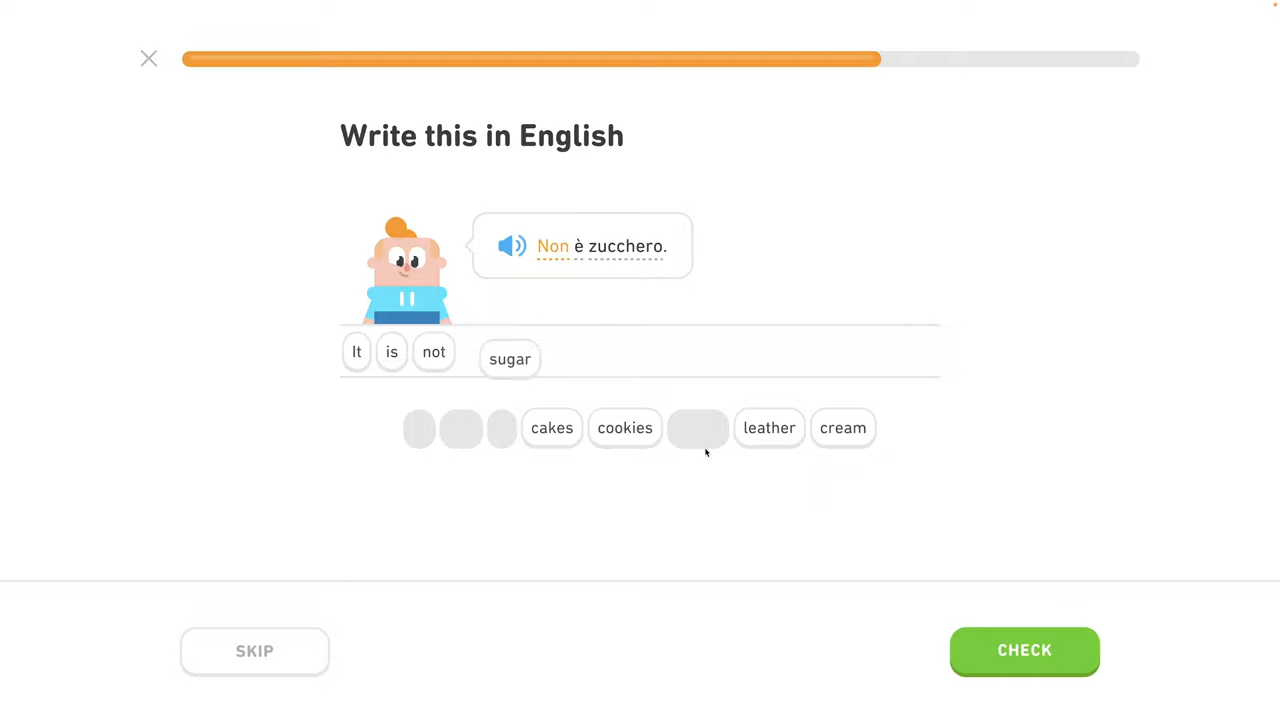 Write this in English
Non è zucchero.
It is not sugar
cakes cookies leather cream
SKIP CHECK